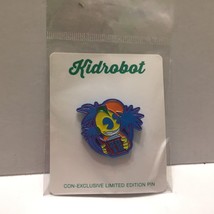 Kidrobot
CON-EXCLUSIVE LIMITED EDITION PIN